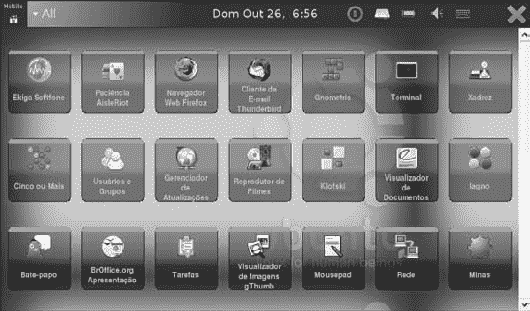 Mobile
All
Dom Out 26, 6:56
Ekiga Softfone
Paciência
AisleRiot
Navegador
Web Firefox
Cliente de
E-mail
Thunderbird
Gnometris
Terminal
Xadrez
Cinco ou Mais
Usuários e
Grupos
Gerenciador
de
Atualizações
Reprodutor de
Filmes
Klotski
Visualizador
de
Documentos
Iagno
Bate-papo
BrOffice.org
Apresentação
Tarefas
Visualizador
de Imagens
gThumb
Mousepad
Rede
Minas